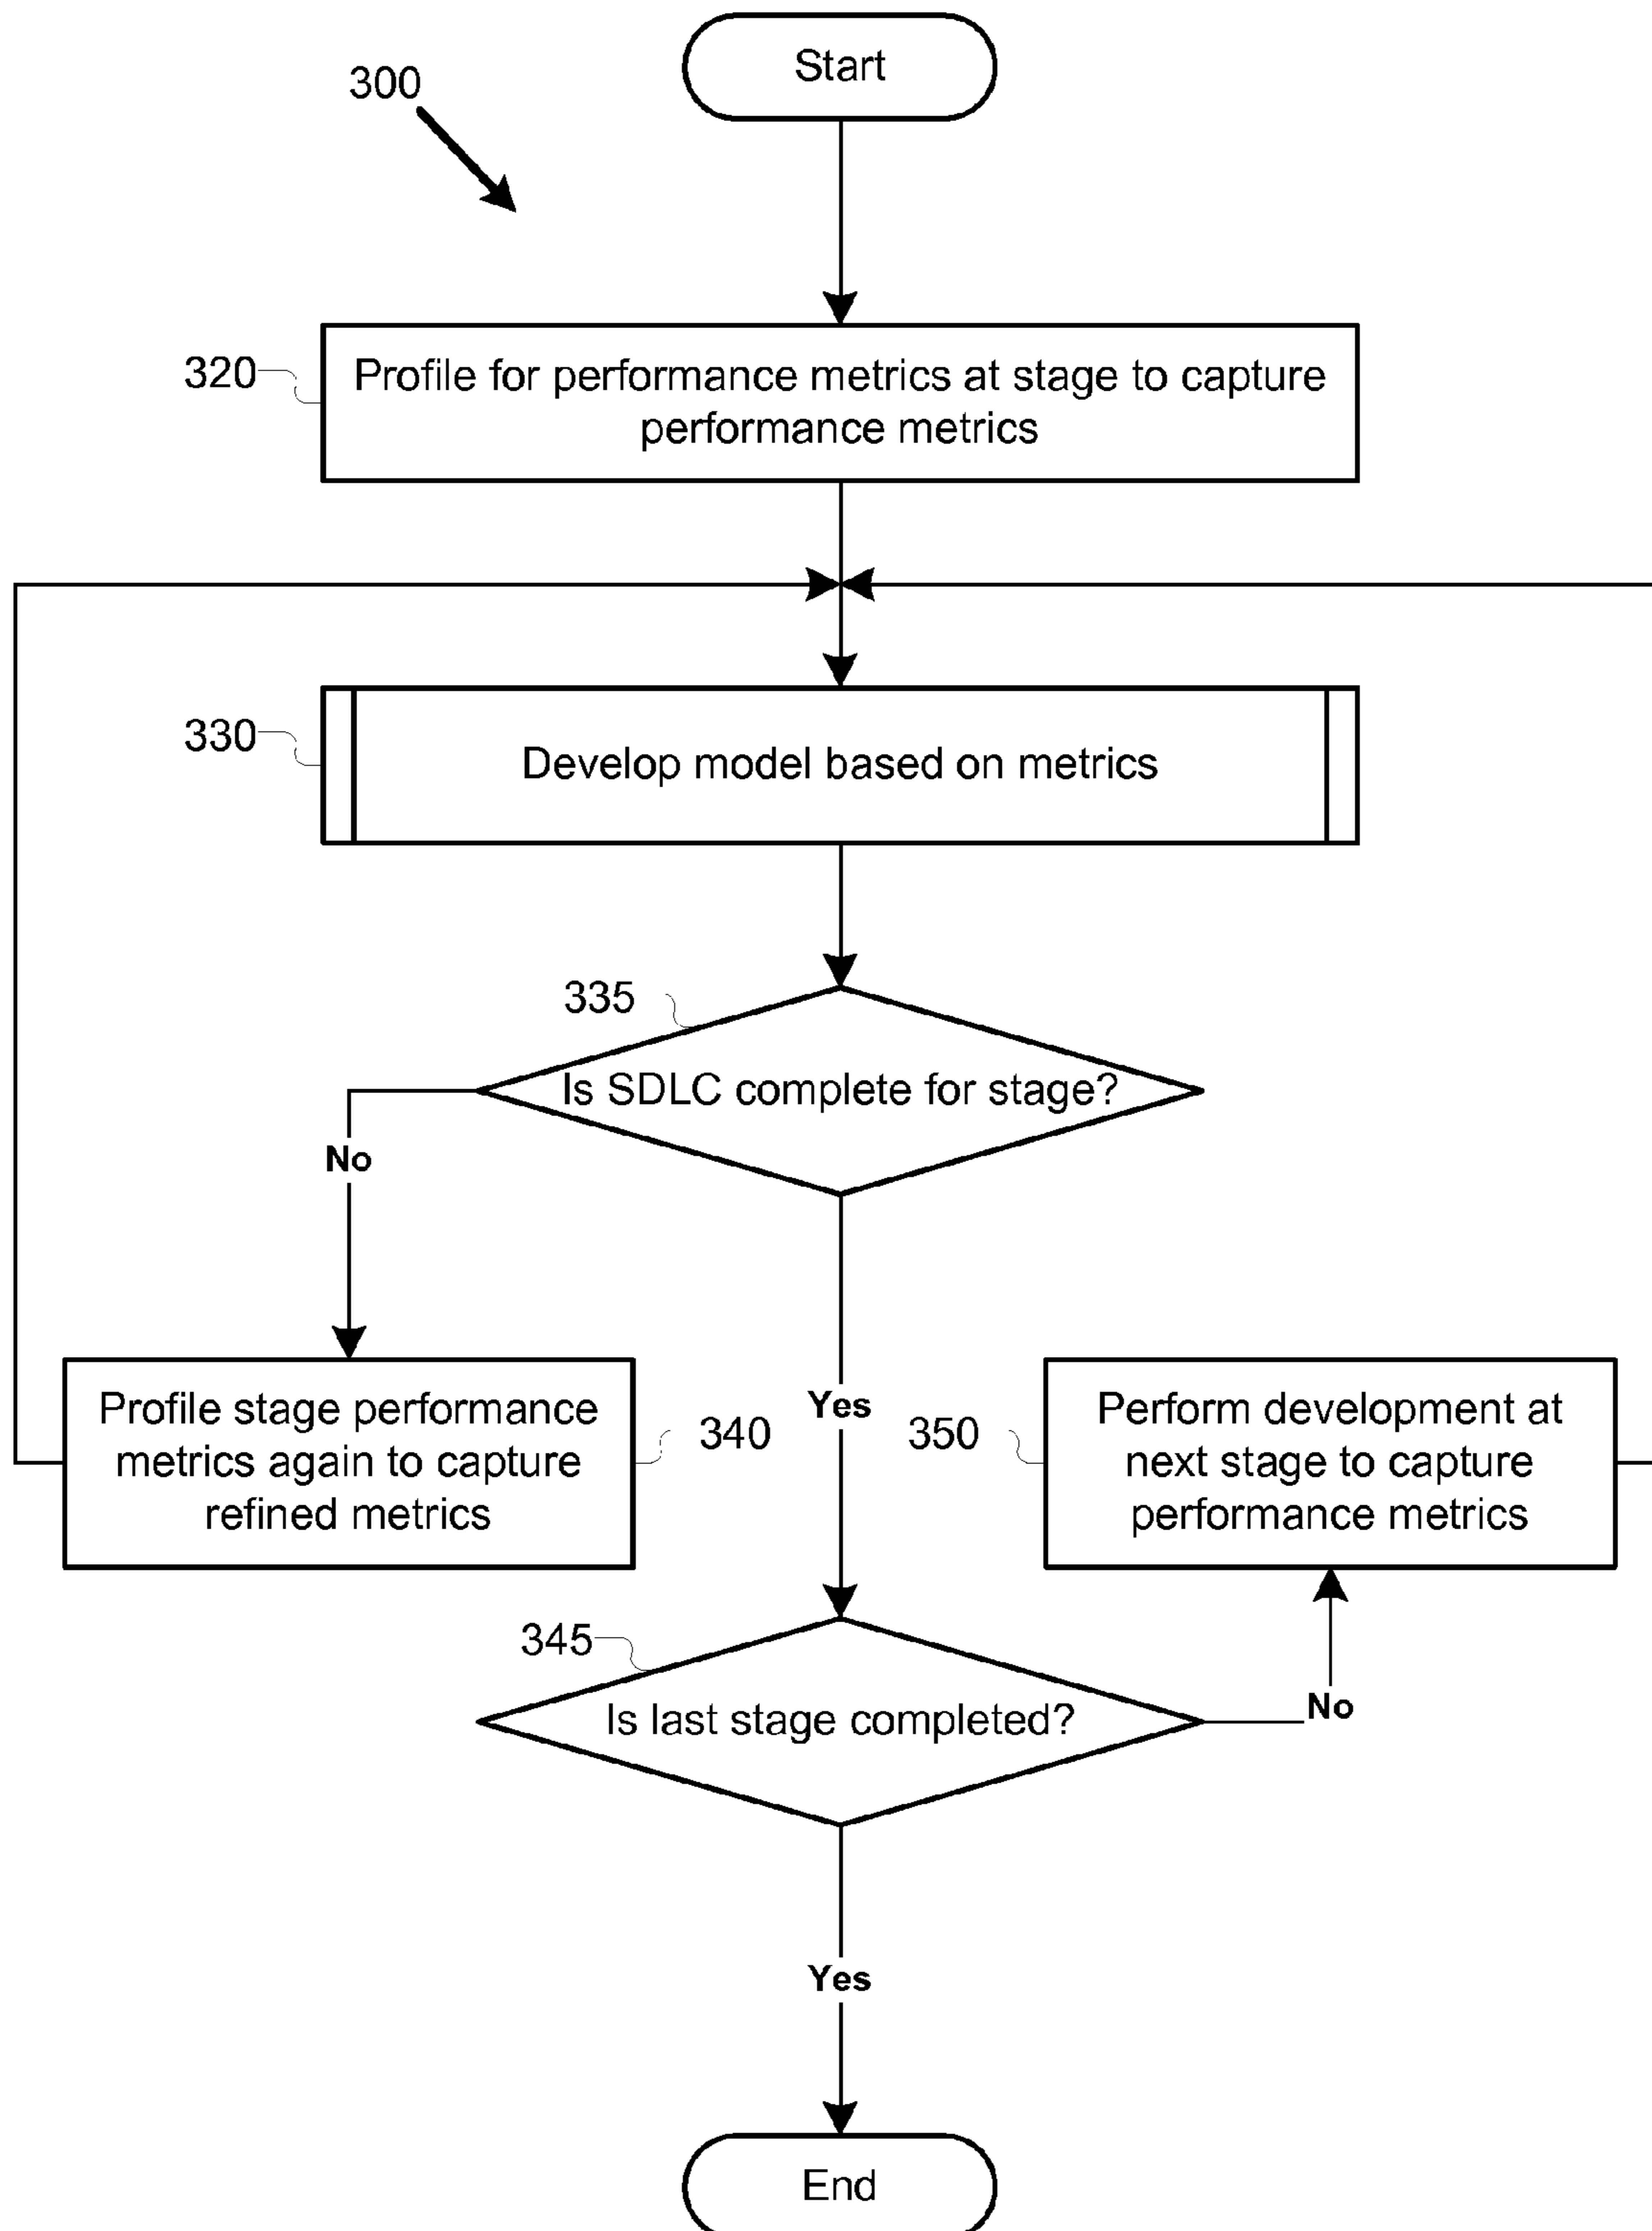 Start
300
320
Profile for performance metrics at stage to capture
performance metrics
330
Develop model based on metrics
335
Is SDLC complete for stage?
No
Profile stage performance
metrics again to capture
refined metrics
340
Yes
350
Perform development at
next stage to capture
performance metrics
345
Is last stage completed?
No
Yes
End